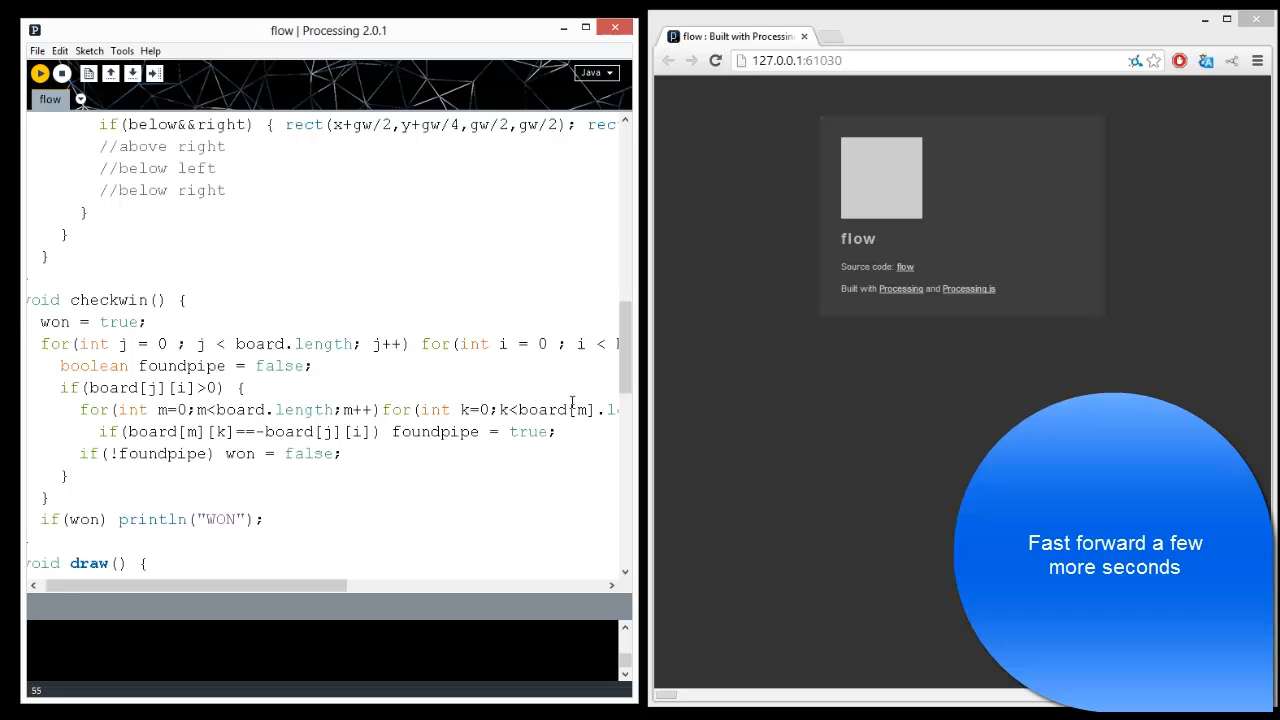 flow | Processing 2.0.1
File Edit Sketch Tools Help
Java
flow
if(below&&right) { rect(x+gw/2,y+gw/4,gw/2,gw/2); rec
//above right
//below left
//below right
}
}
}
void checkwin() {
won = true;
for(int j = 0 ; j < board.length; j++) for(int i = 0 ; i <
boolean foundpipe = false;
if(board[j][i]>0) {
for(int m=0;m<board.length;m++)for(int k=0;k<board[m].l
if(board[m][k]==-board[j][i]) foundpipe = true;
if(!foundpipe) won = false;
}
}
if(won) println("WON");
void draw() {
55
flow : Built with Processin
127.0.0.1:61030
flow
Source code: flow
Built with Processing and Processing.js
Fast forward a few
more seconds